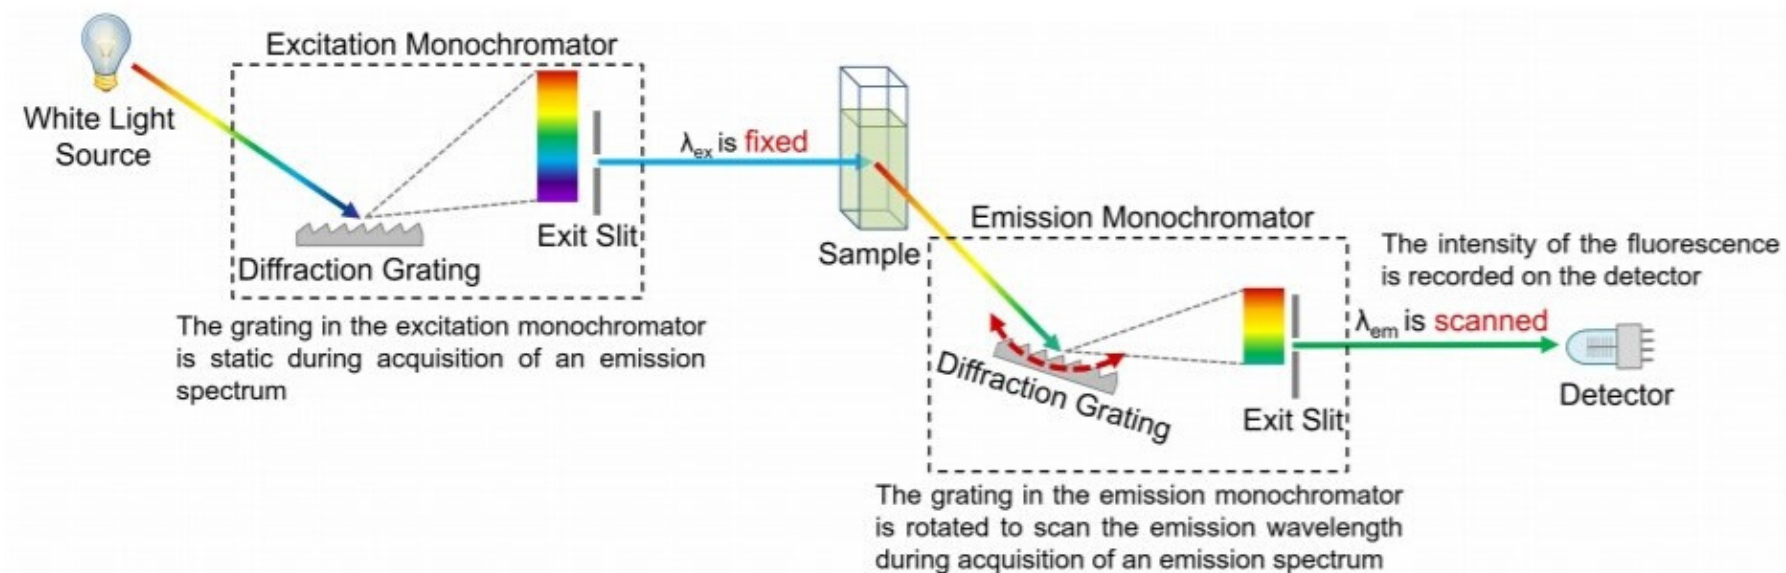 White Light
Source
Excitation Monochromator
Diffraction Grating
Exit Slit
The grating in the excitation monochromator
is static during acquisition of an emission
spectrum
λex is fixed
Sample
Emission Monochromator
Diffraction Grating
Exit Slit
The grating in the emission monochromator
is rotated to scan the emission wavelength
during acquisition of an emission spectrum
The intensity of the fluorescence
is recorded on the detector
λem is scanned
Detector